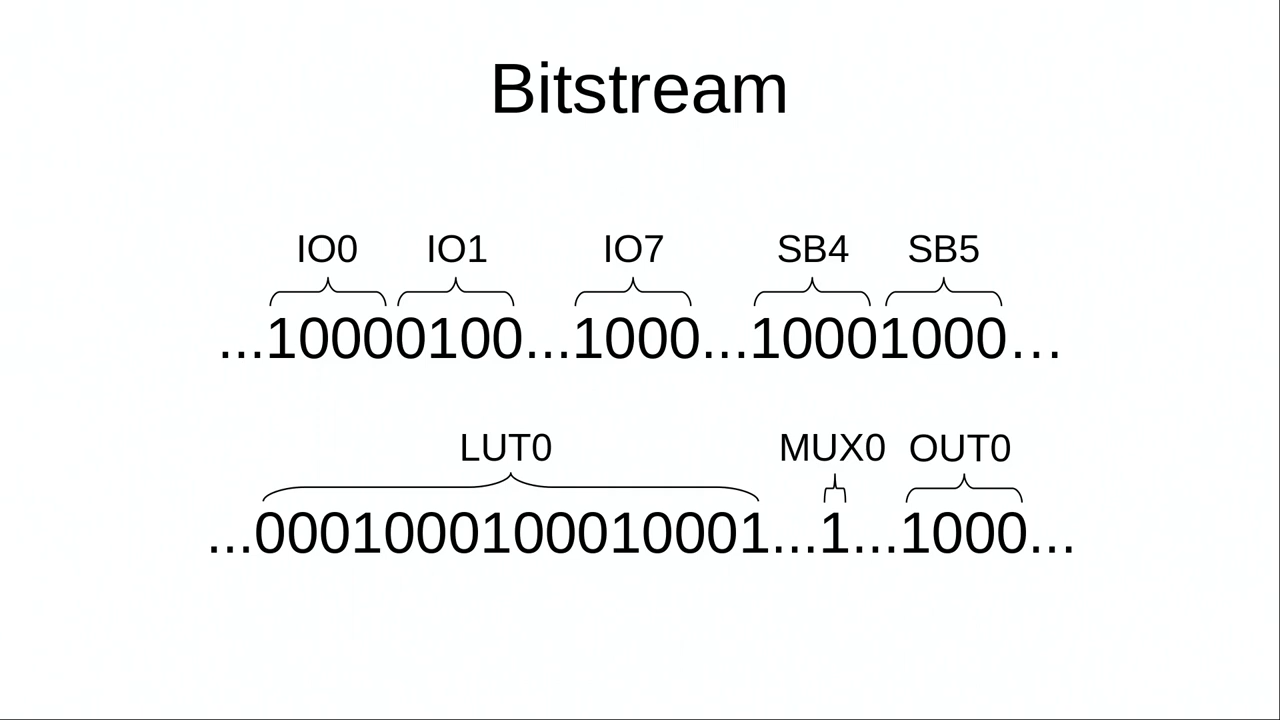 Bitstream
IO0 IO1 IO7 SB4 SB5
...10000100...1000...10001000…
LUT0 MUX0 OUT0
...0001000100010001...1...1000...